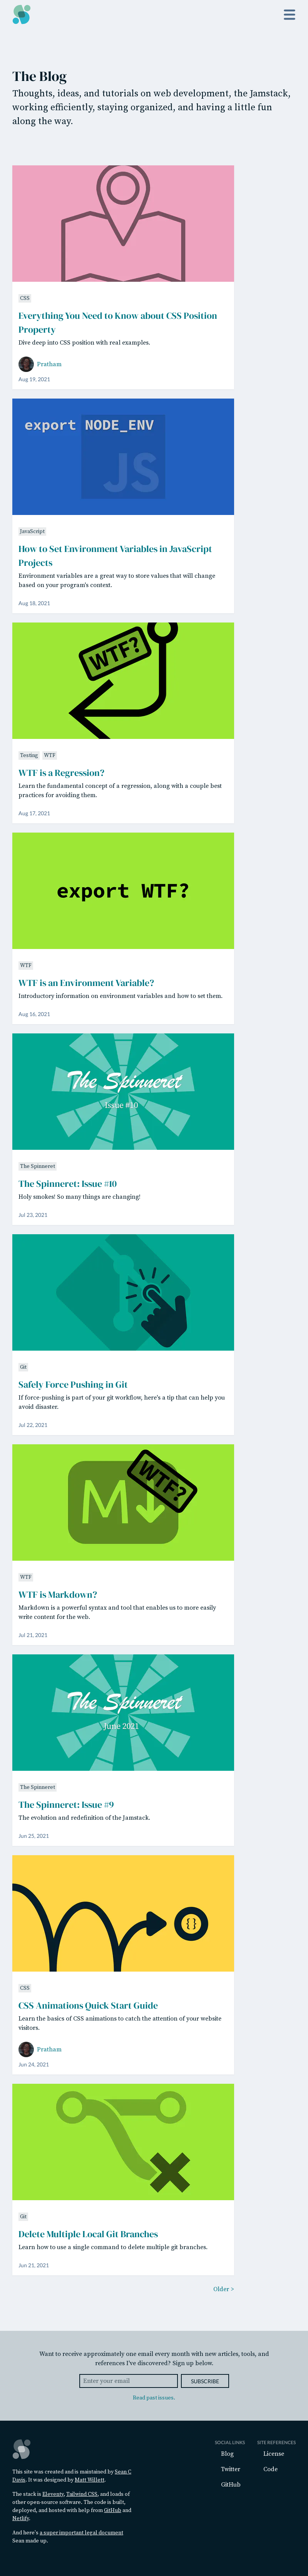 The Blog
Thoughts, ideas, and tutorials on web development, the Jamstack,
working efficiently, staying organized, and having a little fun
along the way.
CSS
Everything You Need to Know about CSS Position
Property
Dive deep into CSS position with real examples.
Pratham
Aug 19, 2021
export NODE_ENV
JS
JavaScript
How to Set Environment Variables in JavaScript
Projects
Environment variables are a great way to store values that will change
based on your program's context.
Aug 18, 2021
WTF?
Testing WTF
WTF is a Regression?
Learn the fundamental concept of a regression, along with a couple best
practices for avoiding them.
Aug 17, 2021
export WTF?
WTF
WTF is an Environment Variable?
Introductory information on environment variables and how to set them.
Aug 16, 2021
The Spinneret
Issue #10
The Spinneret
The Spinneret: Issue #10
Holy smokes! So many things are changing!
Jul 23, 2021
Git
Safely Force Pushing in Git
If force-pushing is part of your git workflow, here's a tip that can help you
avoid disaster.
Jul 22, 2021
WTF?
M
WTF
WTF is Markdown?
Markdown is a powerful syntax and tool that enables us to more easily
write content for the web.
Jul 21, 2021
The Spinneret
June 2021
The Spinneret
The Spinneret: Issue #9
The evolution and redefinition of the Jamstack.
Jun 25, 2021
{}
CSS
CSS Animations Quick Start Guide
Learn the basics of CSS animations to catch the attention of your website
visitors.
Pratham
Jun 24, 2021
Git
Delete Multiple Local Git Branches
Learn how to use a single command to delete multiple git branches.
Jun 21, 2021
Older >
Want to receive approximately one email every month with new articles, tools, and
references I've discovered? Sign up below.
Enter your email SUBSCRIBE
Read past issues.
This site was created and is maintained by Sean C
Davis. It was designed by Matt Willett.
The stack is Eleventy, Tailwind CSS, and loads of
other open-source software. The code is built,
deployed, and hosted with help from GitHub and
Netlify.
And here's a super important legal document
Sean made up.
SOCIAL LINKS
Blog
Twitter
GitHub
SITE REFERENCES
License
Code